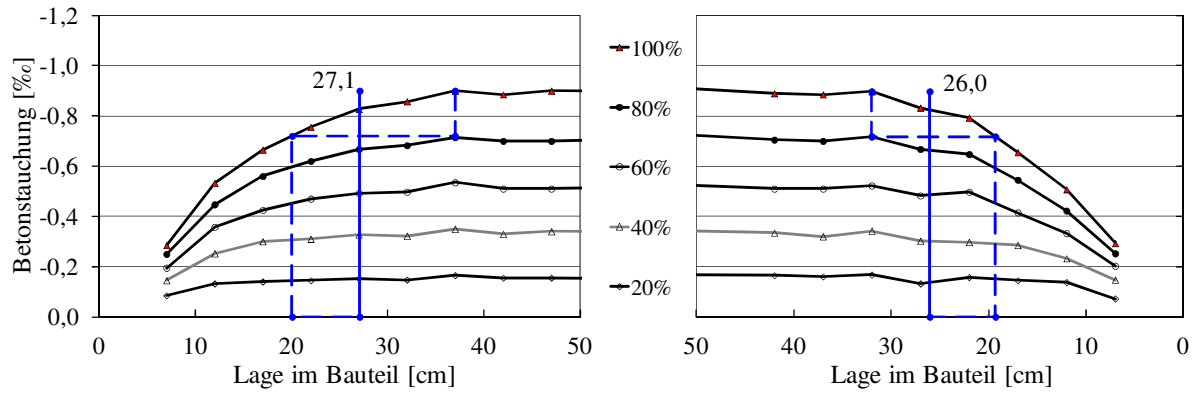 Betonstauchung [‰]
-1,2
-1,0
-0,8
-0,6
-0,4
-0,2
0,0
27,1
0 10 20 30 40 50
Lage im Bauteil [cm]
100%
80%
60%
40%
20%
26,0
50 40 30 20 10 0
Lage im Bauteil [cm]